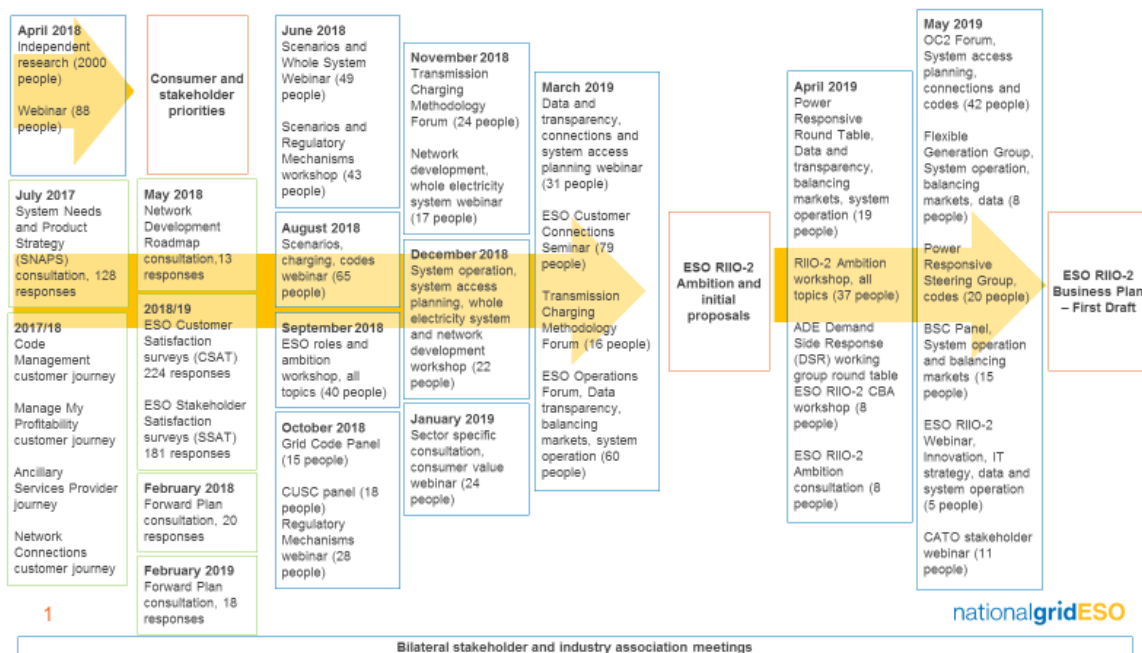 April 2018
Independent
research (2000
people)
Webinar (88
people)
Consumer and
stakeholder
priorities
July 2017
System Needs
and Product
Strategy
(SNAPS)
consultation, 128
responses
2017/18
Code
Management
customer journey
Manage My
Profitability
customer journey
Ancillary
Services Provider
journey
Network
Connections
customer journey
May 2018
Network
Development
Roadmap
consultation,13
responses
2018/19
ESO Customer
Satisfaction
surveys (CSAT)
224 responses
ESO Stakeholder
Satisfaction
surveys (SSAT)
181 responses
February 2018
Forward Plan
consultation, 20
responses
February 2019
Forward Plan
consultation, 18
responses
June 2018
Scenarios and
Whole System
Webinar (49
people)
Scenarios and
Regulatory
Mechanisms
workshop (43
people)
August 2018
Scenarios,
charging, codes
webinar (65
people)
September 2018
ESO roles and
ambition
workshop, all
topics (40 people)
October 2018
Grid Code Panel
(15 people)
CUSC panel (18
people)
Regulatory
Mechanisms
webinar (28
people)
November 2018
Transmission
Charging
Methodology
Forum (24 people)
Network
development,
whole electricity
system webinar
(17 people)
December 2018
System operation,
system access
planning, whole
electricity system
and network
development
workshop (22
people)
January 2019
Sector specific
consultation,
consumer value
webinar (24
people)
March 2019
Data and
transparency,
connections and
system access
planning webinar
(31 people)
ESO Customer
Connections
Seminar (79
people)
Transmission
Charging
Methodology
Forum (16 people)
ESO Operations
Forum, Data
transparency,
balancing
markets, system
operation (60
people)
ESO RIIO-2
Ambition and
initial
proposals
April 2019
Power
Responsive
Round Table,
Data and
transparency,
balancing
markets, system
operation (19
people)
RIIO-2 Ambition
workshop, all
topics (37 people)
ADE Demand
Side Response
(DSR) working
group round table
ESO RIIO-2 CBA
workshop (8
people)
ESO RIIO-2
Ambition
consultation (8
people)
May 2019
OC2 Forum,
System access
planning,
connections and
codes (42 people)
Flexible
Generation Group,
System operation,
balancing
markets, data (8
people)
Power
Responsive
Steering Group,
codes (20 people)
BSC Panel,
System operation
and balancing
markets (15
people)
ESO RIIO-2
Webinar,
Innovation, IT
strategy, data and
system operation
(5 people)
CATO stakeholder
webinar (11
people)
ESO RIIO-2
Business Plan
– First Draft
1
nationalgridESO
Bilateral stakeholder and industry association meetings